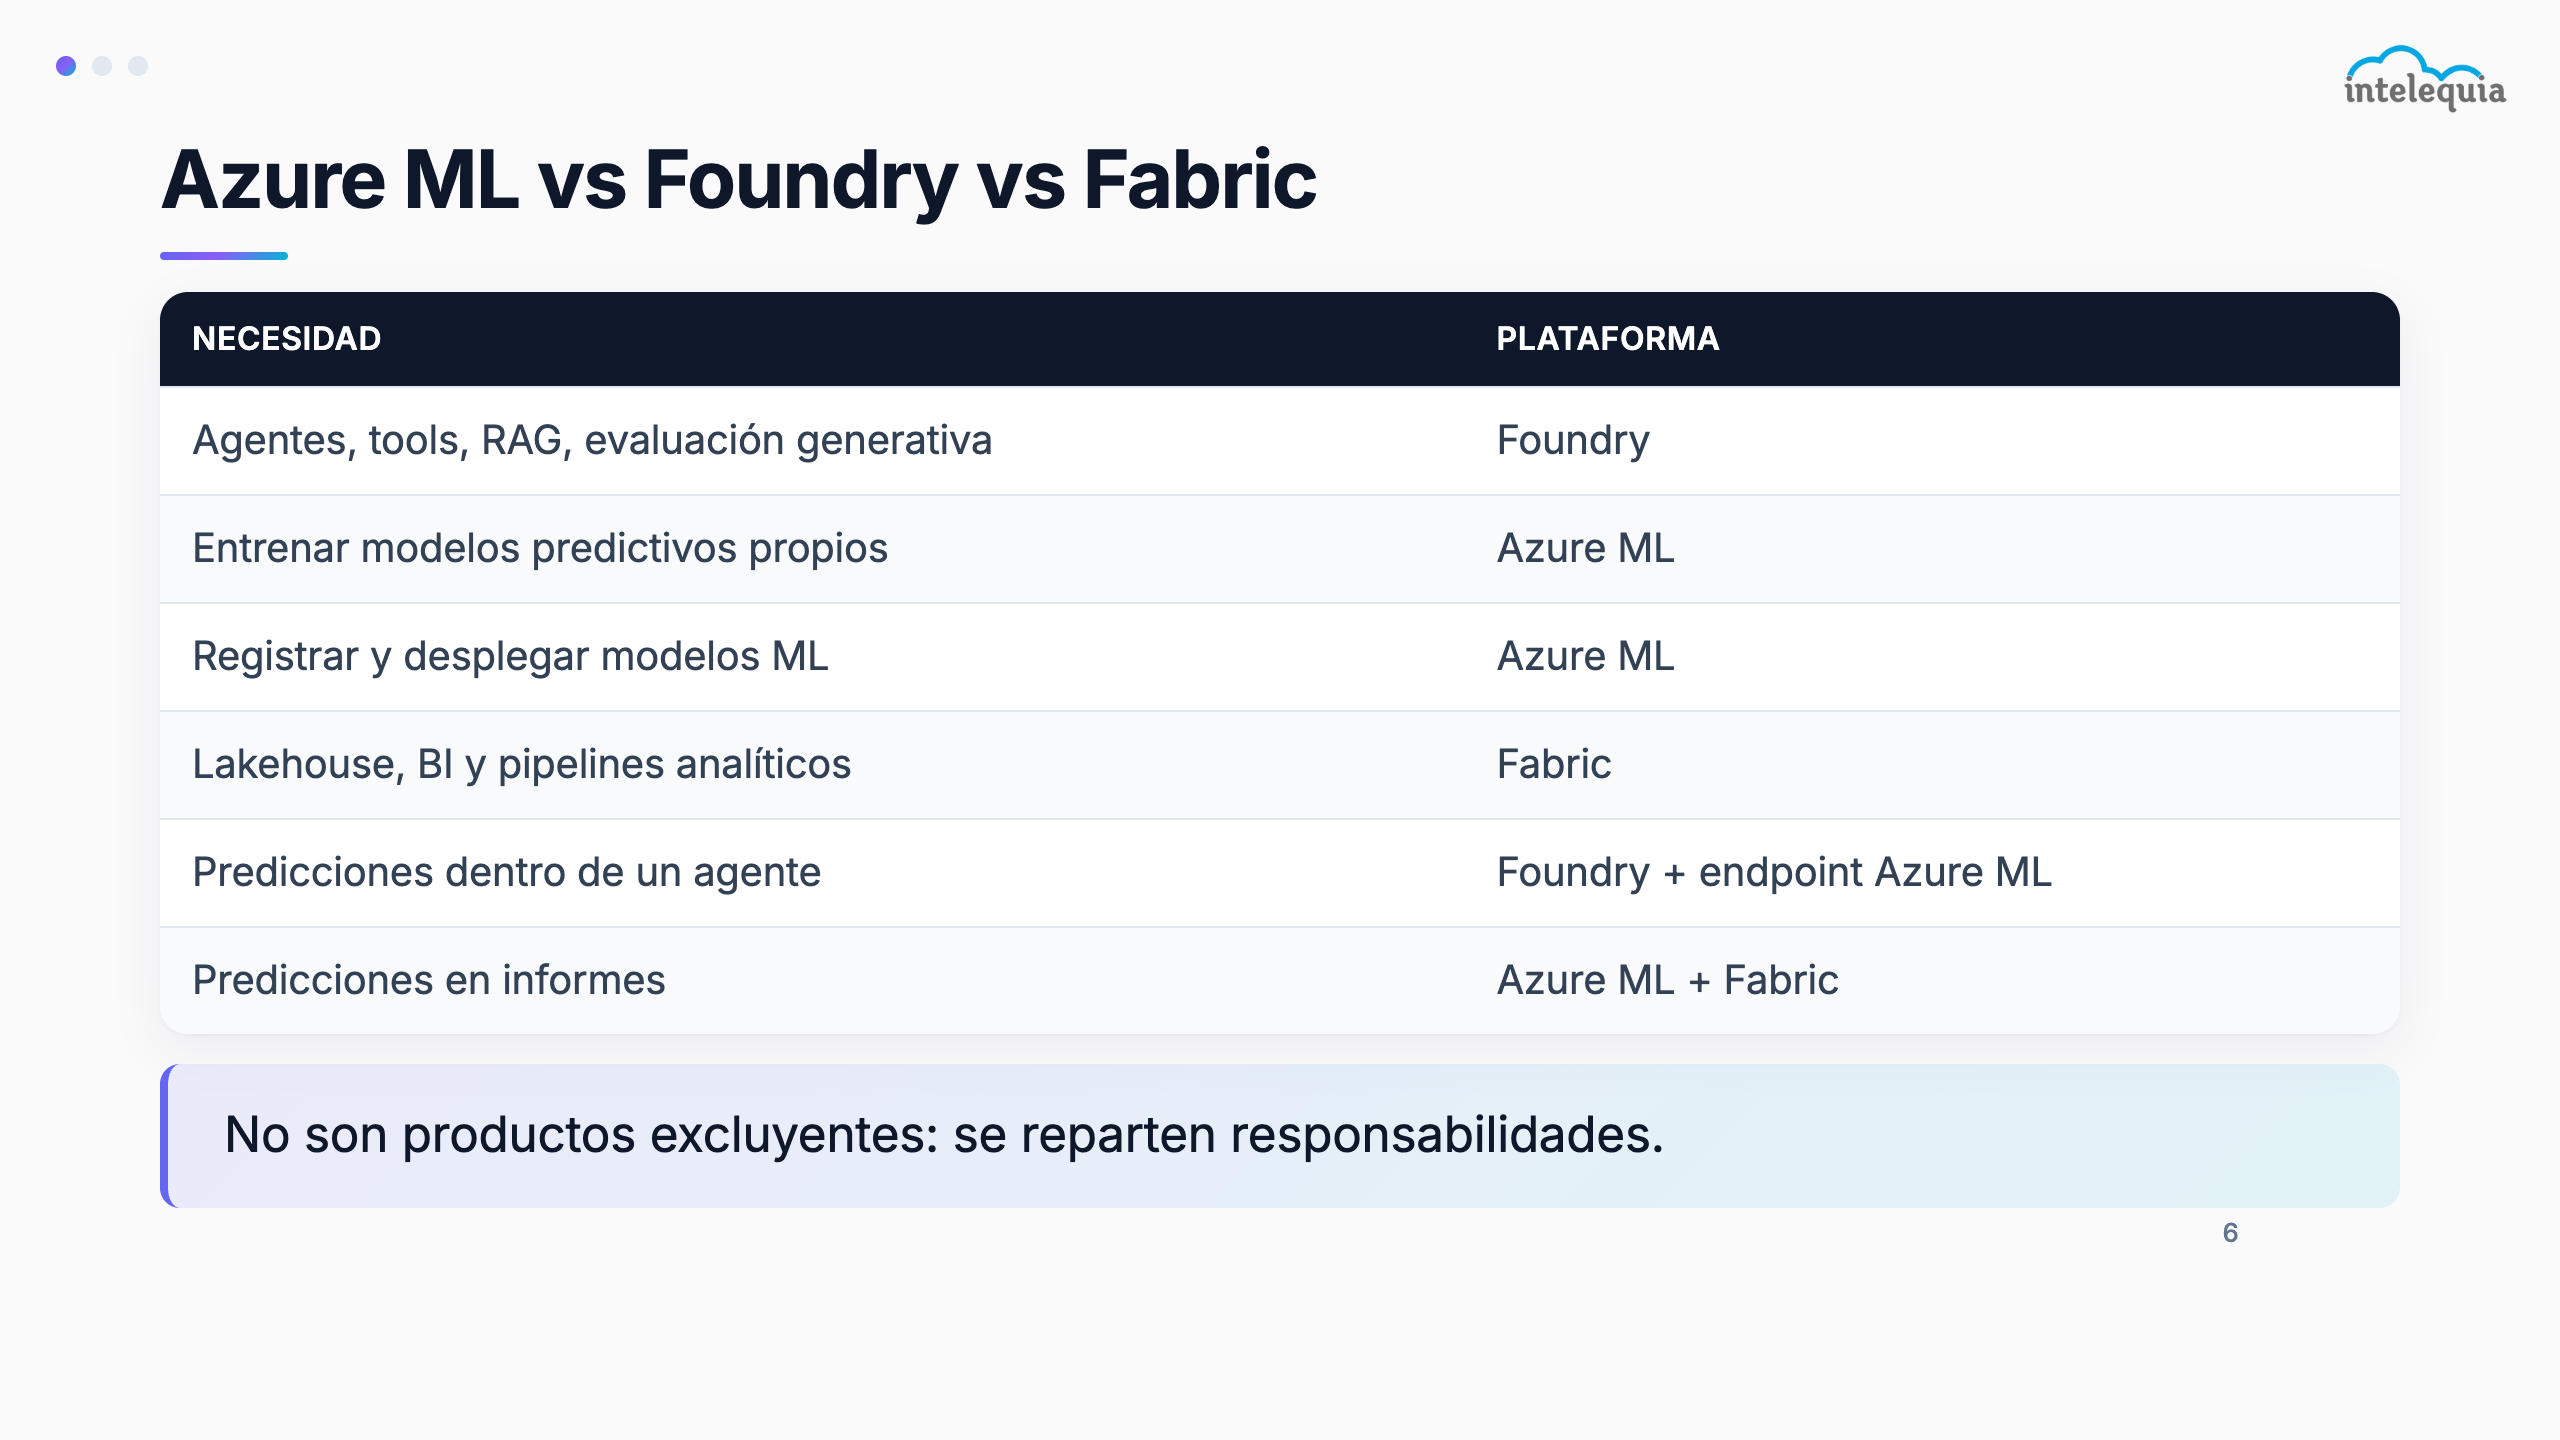 intelequia
Azure ML vs Foundry vs Fabric
NECESIDAD PLATAFORMA
Agentes, tools, RAG, evaluación generativa Foundry
Entrenar modelos predictivos propios Azure ML
Registrar y desplegar modelos ML Azure ML
Lakehouse, BI y pipelines analíticos Fabric
Predicciones dentro de un agente Foundry + endpoint Azure ML
Predicciones en informes Azure ML + Fabric
No son productos excluyentes: se reparten responsabilidades.
6